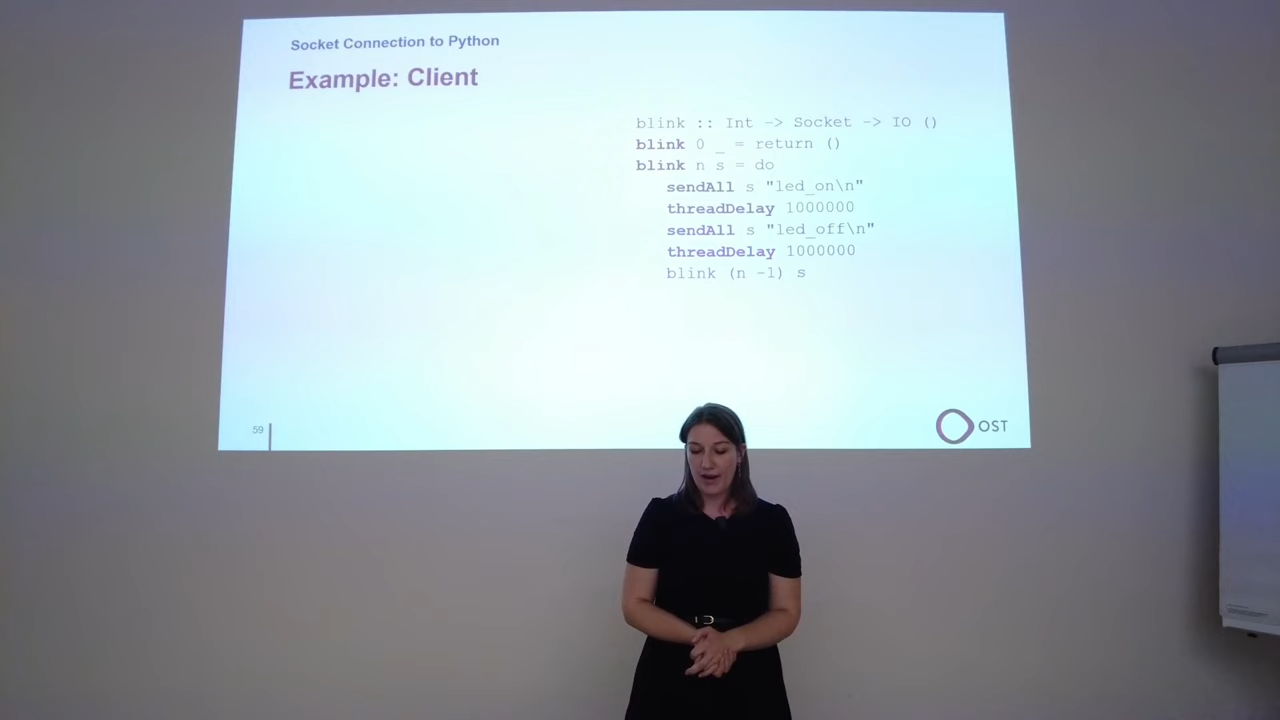 Socket Connection to Python
Example: Client
blink :: Int -> Socket -> IO ()
blink 0 _ = return ()
blink n s = do
sendAll s "led_on\n"
threadDelay 1000000
sendAll s "led_off\n"
threadDelay 1000000
blink (n -1) s
59
OST